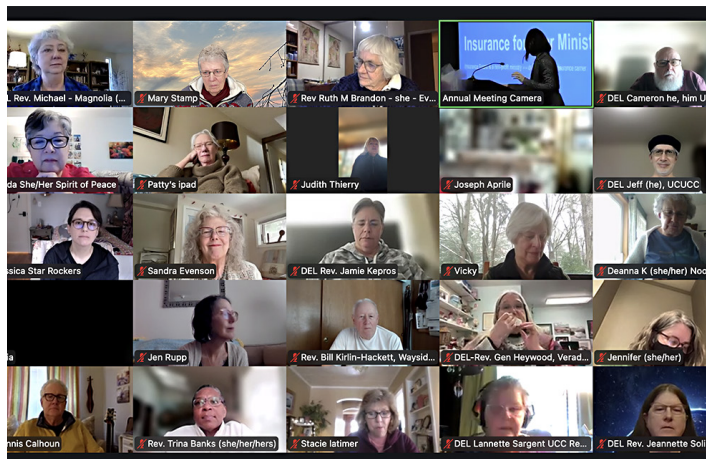 L Rev. Michael - Magnolia (...
Mary Stamp
Rev Ruth M Brandon - she - Ev...
Insurance for Minist
Annual Meeting Camera
DEL Cameron he, him U
da She/Her Spirit of Peace
Patty's ipad
Judith Thierry
Joseph Aprile
DEL Jeff (he), UCUCC
ssica Star Rockers
Sandra Evenson
DEL Rev. Jamie Kepros
Vicky
Deanna K (she/her) Noo
ia
Jen Rupp
Rev. Bill Kirlin-Hackett, Waysid...
DEL-Rev. Gen Heywood, Verad...
Jennifer (she/her)
nnis Calhoun
Rev. Trina Banks (she/her/hers)
Stacie latimer
DEL Lannette Sargent UCC Re...
DEL Rev. Jeannette Soli